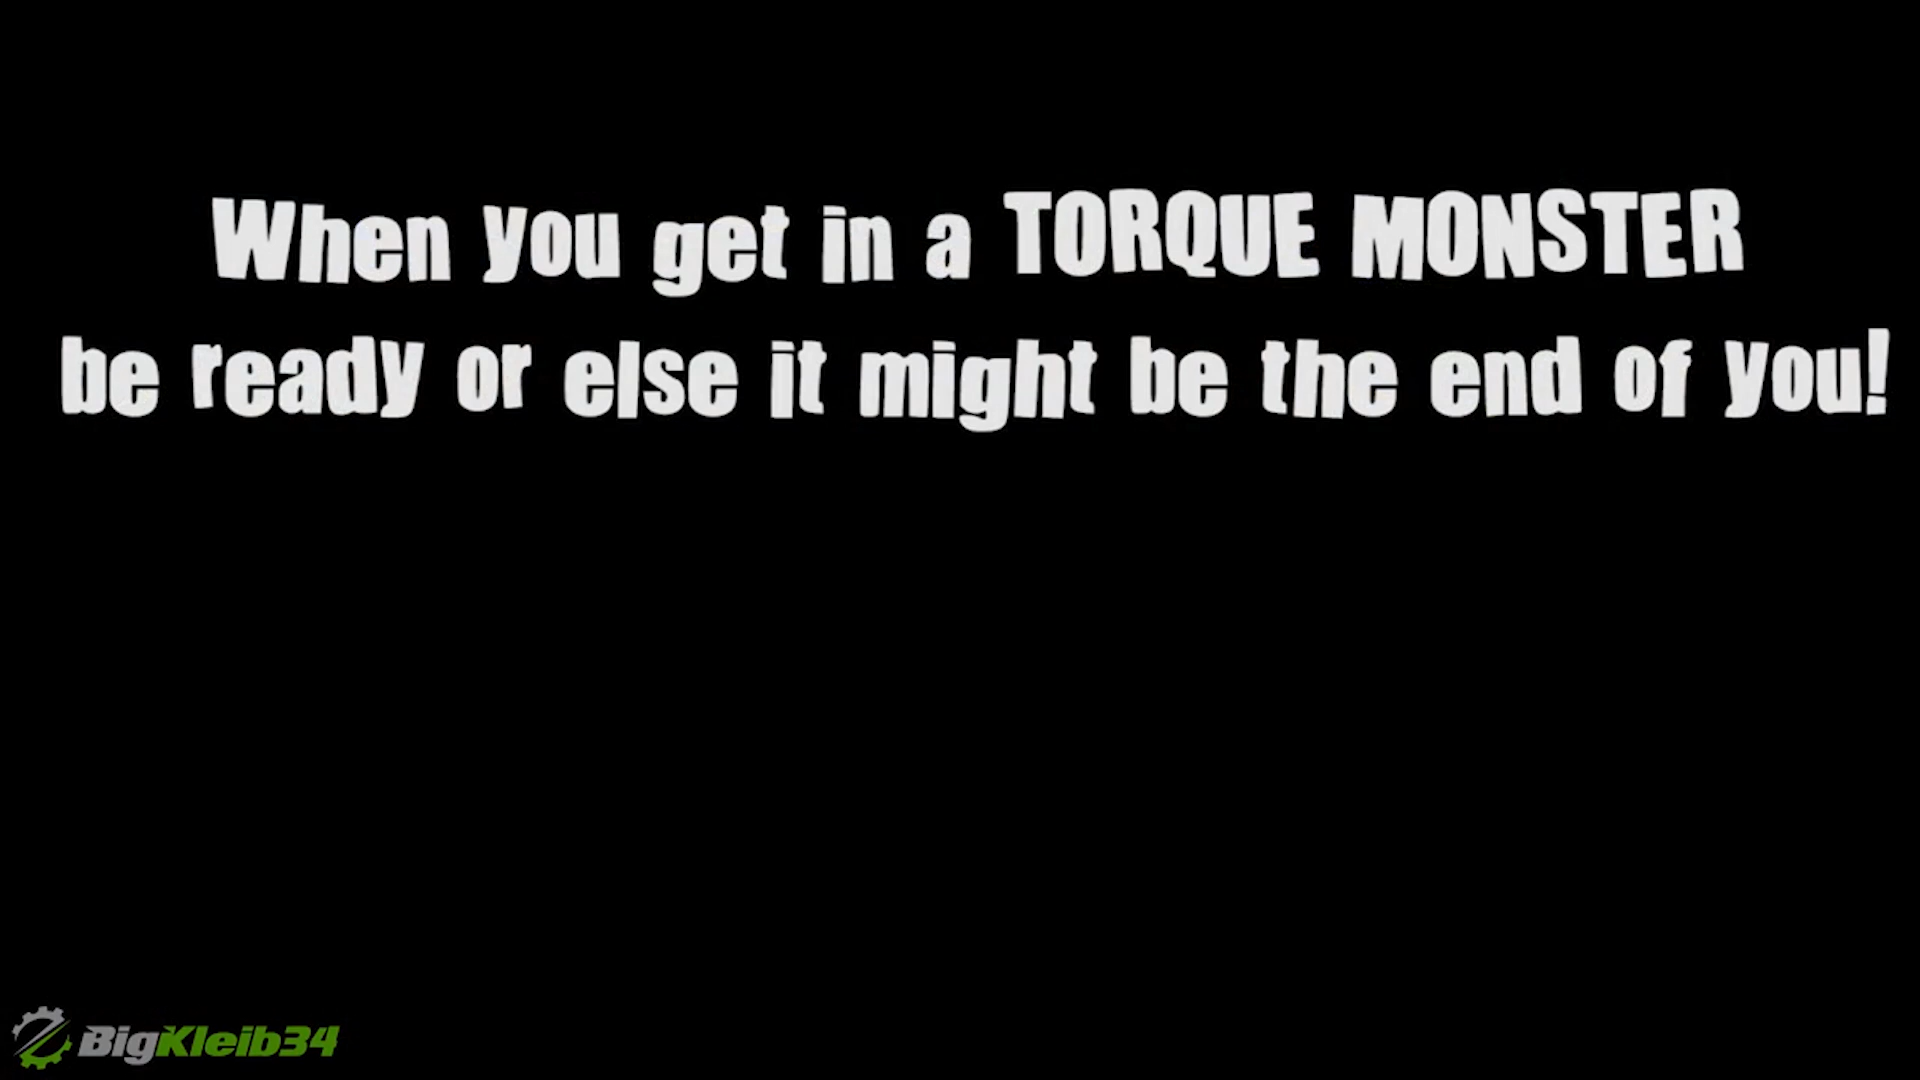 When you get in a TORQUE MONSTER
be ready or else it might be the end of you!
BigKleib34